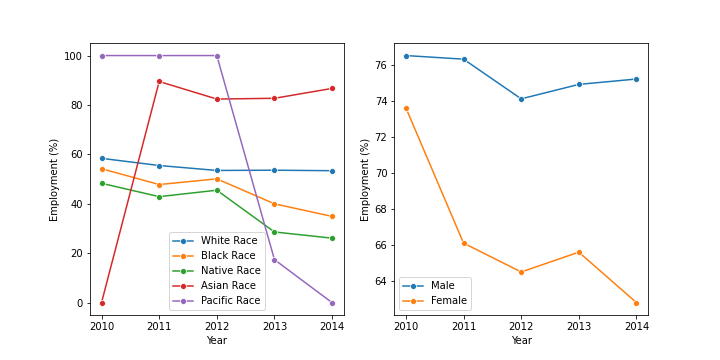 100
80
60
40
20
0
Employment (%)
2010 2011 2012 2013 2014
Year
White Race
Black Race
Native Race
Asian Race
Pacific Race
76
74
72
70
68
66
64
Employment (%)
2010 2011 2012 2013 2014
Year
Male
Female